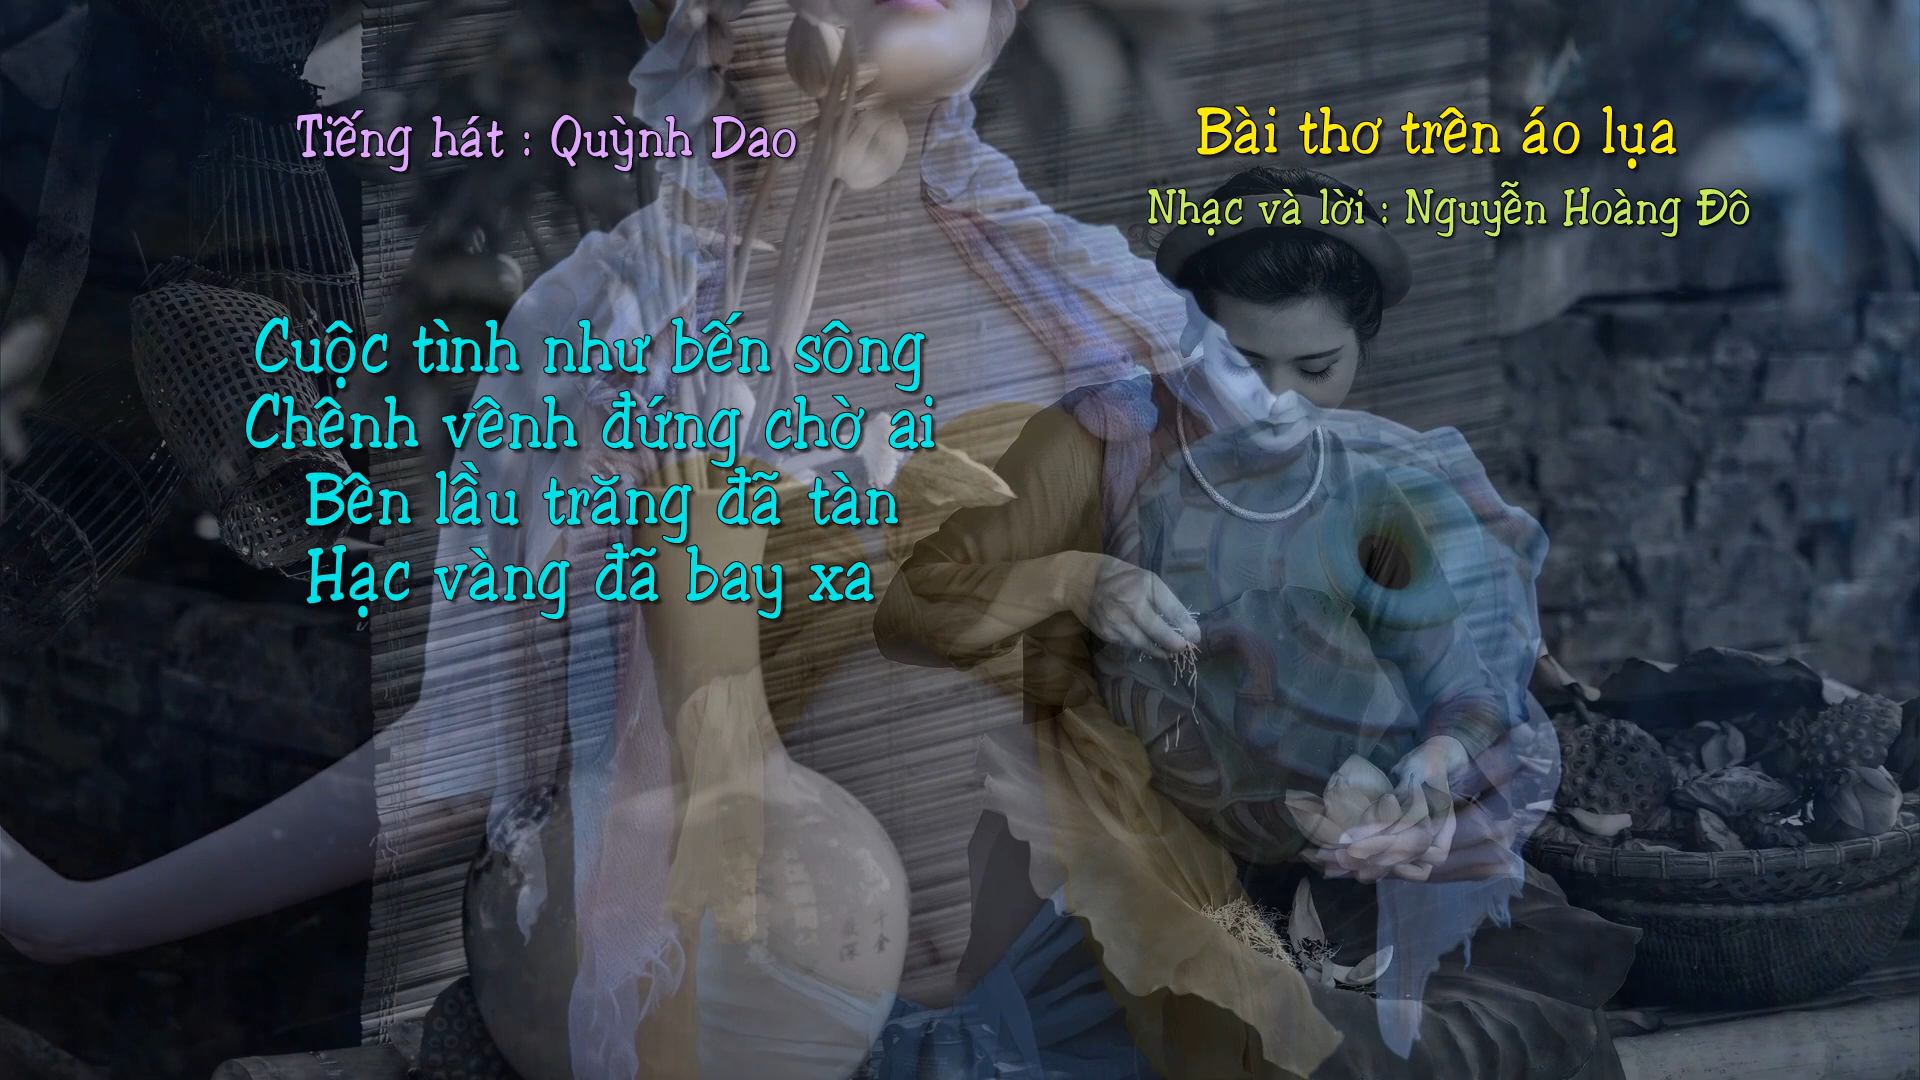 Tiếng hát : Quỳnh Dao
Bài thơ trên áo lụa
Nhạc và lời : Nguyễn Hoàng Đô
Cuộc tình như bến sông
Chênh vênh đứng chờ ai
Bên lầu trăng đã tàn
Hạc vàng đã bay xa